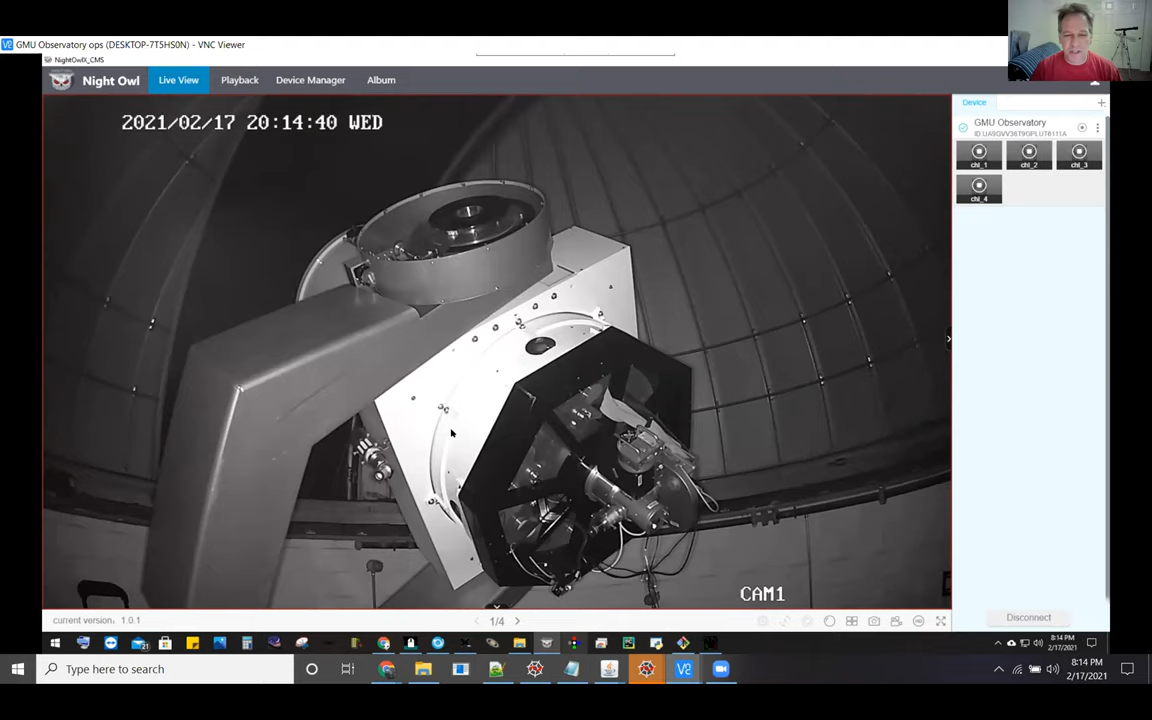 GMU Observatory ops (DESKTOP-7T5HS0N) - VNC Viewer
NightOwlX_CMS
Night Owl Live View Playback Device Manager Album
2021/02/17 20:14:40 WED
CAM1
Device
GMU Observatory
chl_1 chl_2 chl_3
chl_4
Disconnect
current version: 1.0.1
1/4
8:14 PM
2/17/2021
Type here to search
8:14 PM
2/17/2021